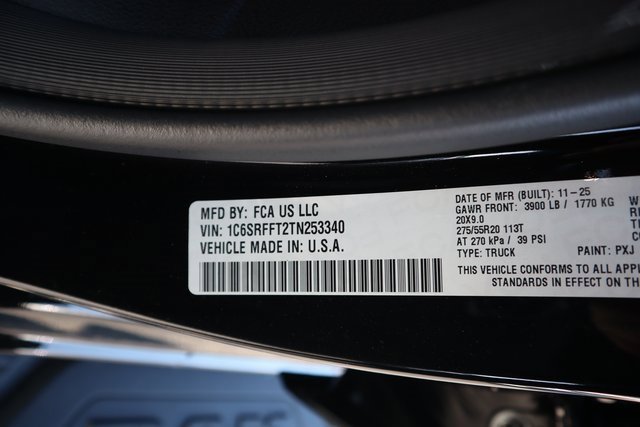 MFD BY: FCA US LLC
VIN: 1C6SRFFT2TN253340
VEHICLE MADE IN U.S.A.
DATE OF MFR (BUILT): 11-25
GAWR FRONT: 3900 LB / 1770 KG
20X9.0
275/55R20 113T
AT 270 kPa / 39 PSI
TYPE: TRUCK PAINT: PXJ
THIS VEHICLE CONFORMS TO ALL APP
STANDARDS IN EFFECT ON TH